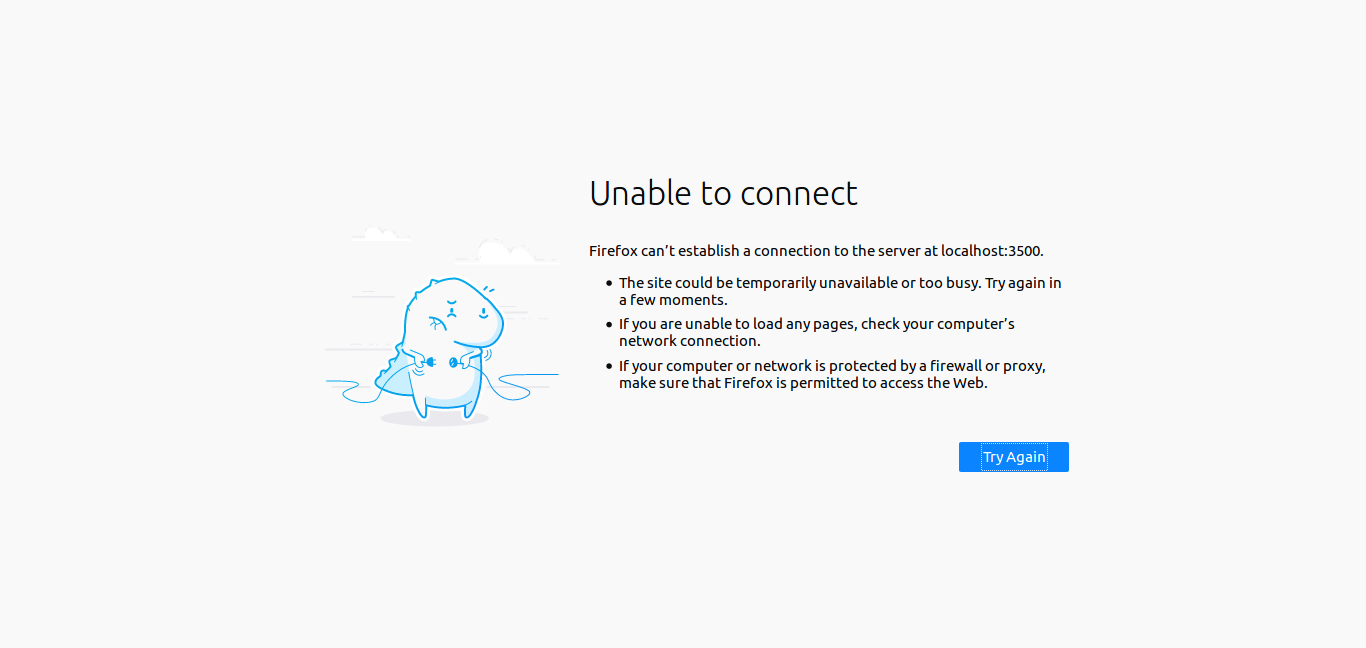 Unable to connect
Firefox can’t establish a connection to the server at localhost:3500.
• The site could be temporarily unavailable or too busy. Try again in
a few moments.
• If you are unable to load any pages, check your computer’s
network connection.
• If your computer or network is protected by a firewall or proxy,
make sure that Firefox is permitted to access the Web.
Try Again